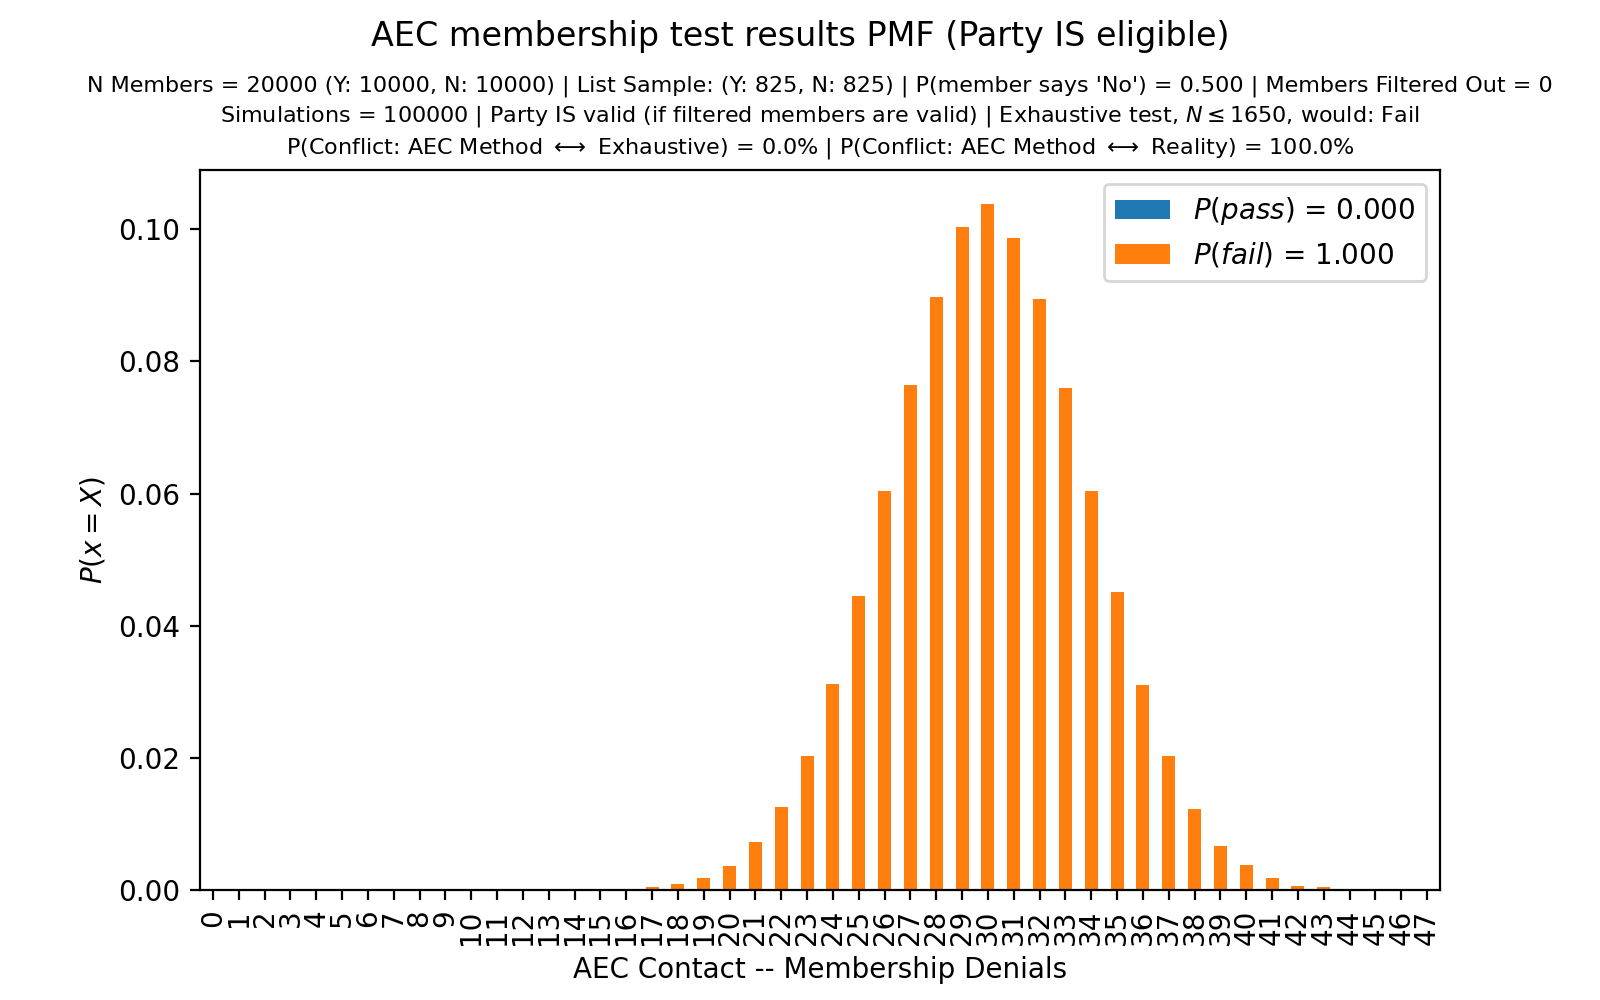 AEC membership test results PMF (Party IS eligible)
N Members = 20000 (Y: 10000, N: 10000) | List Sample: (Y: 825, N: 825) | P(member says 'No') = 0.500 | Members Filtered Out = 0
Simulations = 100000 | Party IS valid (if filtered members are valid) | Exhaustive test, N ≤ 1650, would: Fail
P(Conflict: AEC Method ⟷ Exhaustive) = 0.0% | P(Conflict: AEC Method ⟷ Reality) = 100.0%
P(pass) = 0.000
P(fail) = 1.000
0.10
0.08
0.06
0.04
0.02
0.00
P(x = X)
0 1 2 3 4 5 6 7 8 9 10 11 12 13 14 15 16 17 18 19 20 21 22 23 24 25 26 27 28 29 30 31 32 33 34 35 36 37 38 39 40 41 42 43 44 45 46 47
AEC Contact -- Membership Denials